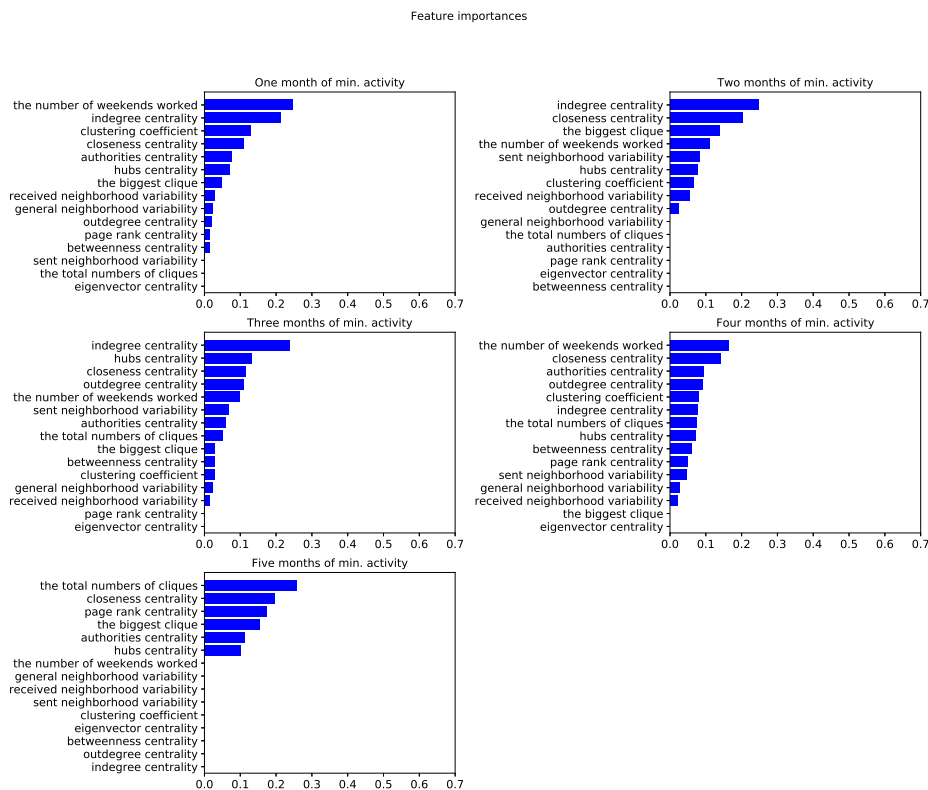 Feature importances
One month of min. activity
the number of weekends worked
indegree centrality
clustering coefficient
closeness centrality
authorities centrality
hubs centrality
the biggest clique
received neighborhood variability
general neighborhood variability
outdegree centrality
page rank centrality
betweenness centrality
sent neighborhood variability
the total numbers of cliques
eigenvector centrality
0.0 0.1 0.2 0.3 0.4 0.5 0.6 0.7
Two months of min. activity
indegree centrality
closeness centrality
the biggest clique
the number of weekends worked
sent neighborhood variability
hubs centrality
clustering coefficient
received neighborhood variability
outdegree centrality
general neighborhood variability
the total numbers of cliques
authorities centrality
page rank centrality
eigenvector centrality
betweenness centrality
0.0 0.1 0.2 0.3 0.4 0.5 0.6 0.7
Three months of min. activity
indegree centrality
hubs centrality
closeness centrality
outdegree centrality
the number of weekends worked
sent neighborhood variability
authorities centrality
the total numbers of cliques
the biggest clique
betweenness centrality
clustering coefficient
general neighborhood variability
received neighborhood variability
page rank centrality
eigenvector centrality
0.0 0.1 0.2 0.3 0.4 0.5 0.6 0.7
Four months of min. activity
the number of weekends worked
closeness centrality
authorities centrality
outdegree centrality
clustering coefficient
indegree centrality
the total numbers of cliques
hubs centrality
betweenness centrality
page rank centrality
sent neighborhood variability
general neighborhood variability
received neighborhood variability
the biggest clique
eigenvector centrality
0.0 0.1 0.2 0.3 0.4 0.5 0.6 0.7
Five months of min. activity
the total numbers of cliques
closeness centrality
page rank centrality
the biggest clique
authorities centrality
hubs centrality
the number of weekends worked
general neighborhood variability
received neighborhood variability
sent neighborhood variability
clustering coefficient
eigenvector centrality
betweenness centrality
outdegree centrality
indegree centrality
0.0 0.1 0.2 0.3 0.4 0.5 0.6 0.7